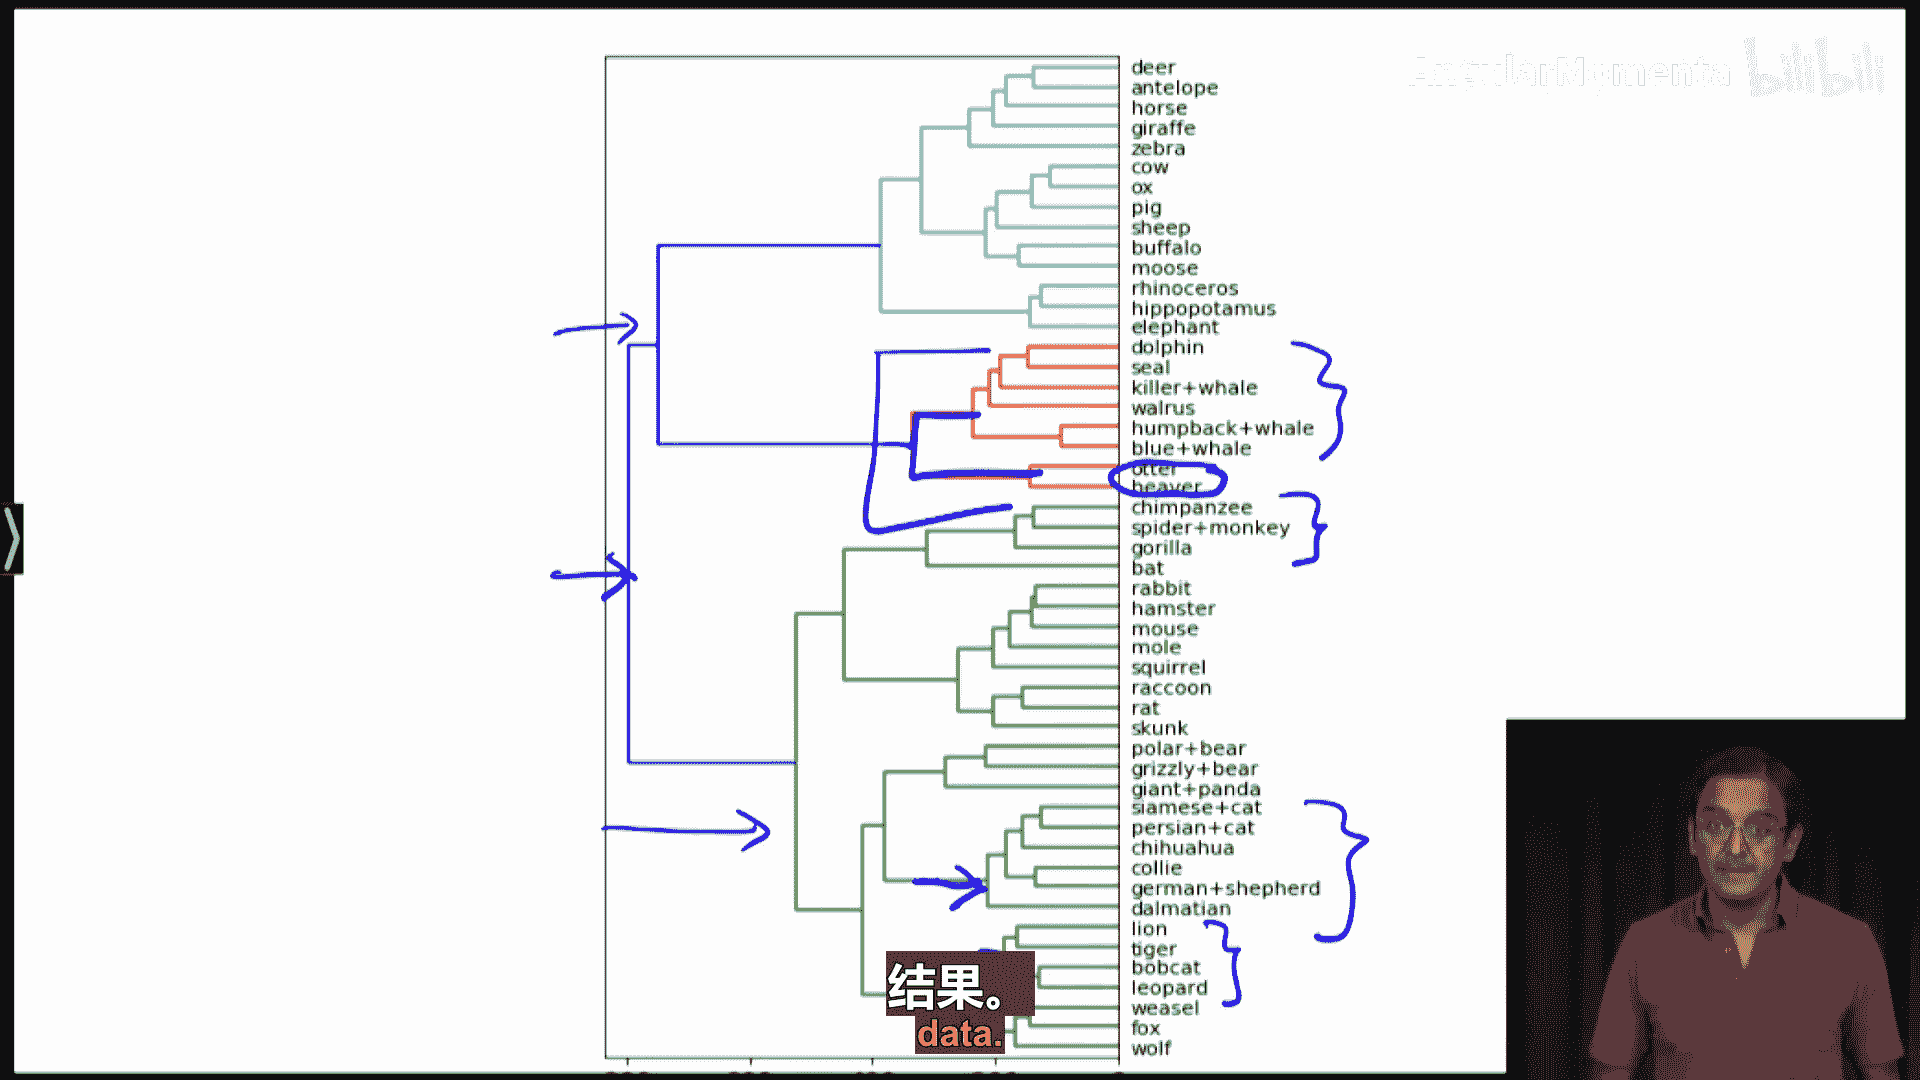 AngularMomenta bilibili
deer
antelope
horse
giraffe
zebra
cow
ox
pig
sheep
buffalo
moose
rhinoceros
hippopotamus
elephant
dolphin
seal
killer+whale
walrus
humpback+whale
blue+whale
otter
beaver
chimpanzee
spider+monkey
gorilla
bat
rabbit
hamster
mouse
mole
squirrel
raccoon
rat
skunk
polar+bear
grizzly+bear
giant+panda
siamese+cat
persian+cat
chihuahua
collie
german+shepherd
dalmatian
lion
tiger
bobcat
leopard
weasel
fox
wolf
结果。
data.